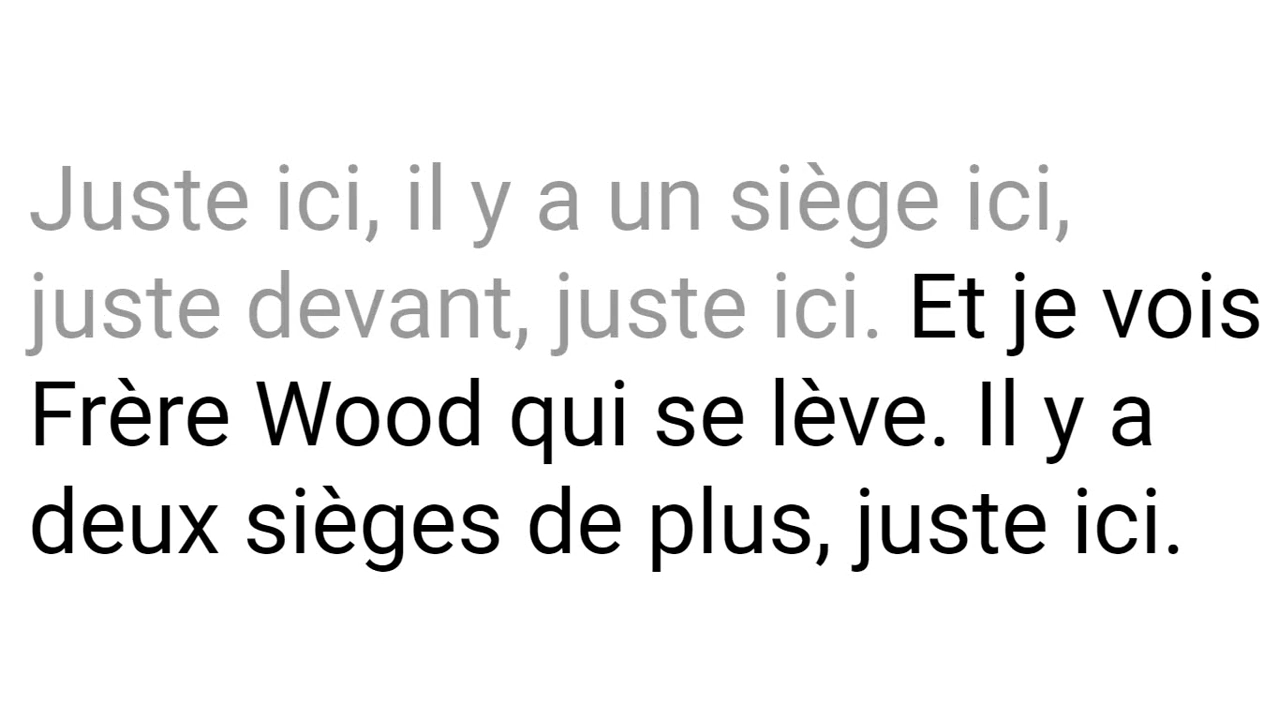 Juste ici, il y a un siège ici,
juste devant, juste ici. Et je vois
Frère Wood qui se lève. Il y a
deux sièges de plus, juste ici.